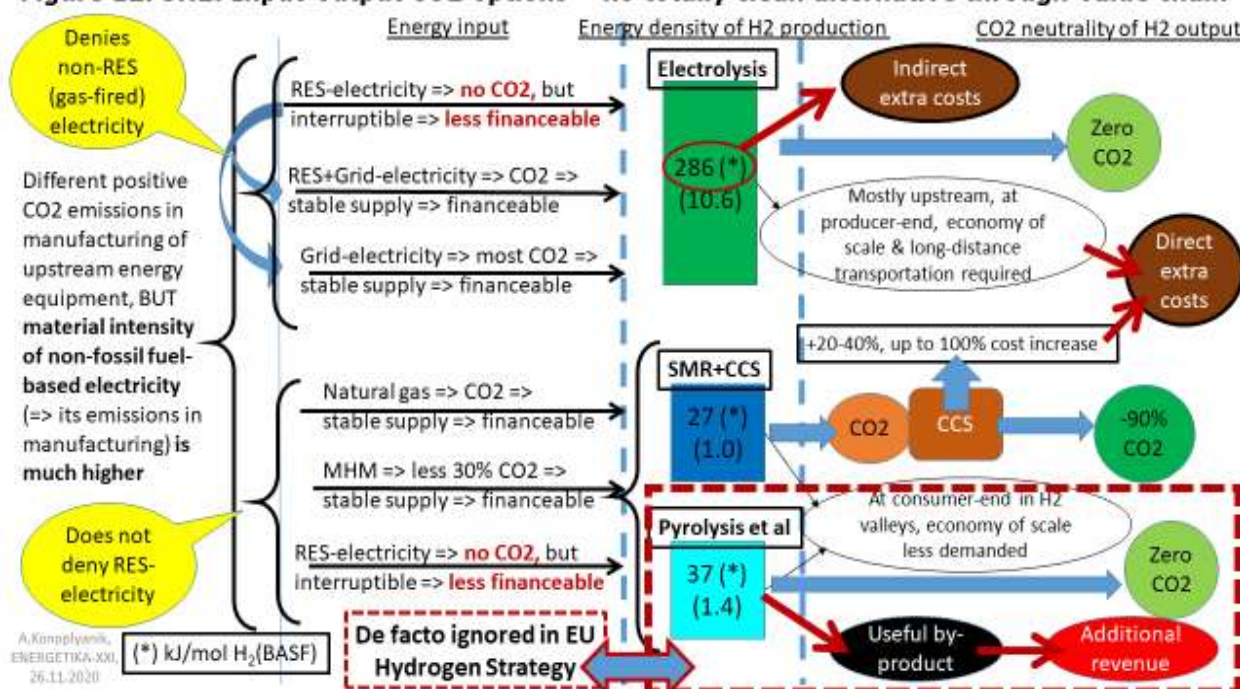 Energy input
Energy density of H2 production
CO2 neutrality of H2 output
Denies
non-RES
(gas-fired)
electricity
Different positive
CO2 emissions in
manufacturing of
upstream energy
equipment, BUT
material intensity
of non-fossil fuel-
based electricity
(=> its emissions in
manufacturing) is
much higher
Does not
deny RES-
electricity
A.Konoplyanik,
ENERGETIKA-XXI,
26.11.2020
(*) kJ/mol H2(BASF)
RES-electricity => no CO2, but
interruptible => less financeable
RES+Grid-electricity => CO2 =>
stable supply => financeable
Grid-electricity => most CO2 =>
stable supply => financeable
Natural gas => CO2 =>
stable supply => financeable
MHM => less 30% CO2 =>
stable supply => financeable
RES-electricity => no CO2, but
interruptible => less financeable
De facto ignored in EU
Hydrogen Strategy
Electrolysis
286 (*)
(10.6)
SMR+CCS
27 (*)
(1.0)
Pyrolysis et al
37 (*)
(1.4)
Indirect
extra costs
Zero
CO2
Mostly upstream, at
producer-end, economy of
scale & long-distance
transportation required
Direct
extra
costs
+20-40%, up to 100% cost increase
CO2
CCS
-90%
CO2
At consumer-end in H2
valleys, economy of scale
less demanded
Zero
CO2
Useful by-
product
Additional
revenue